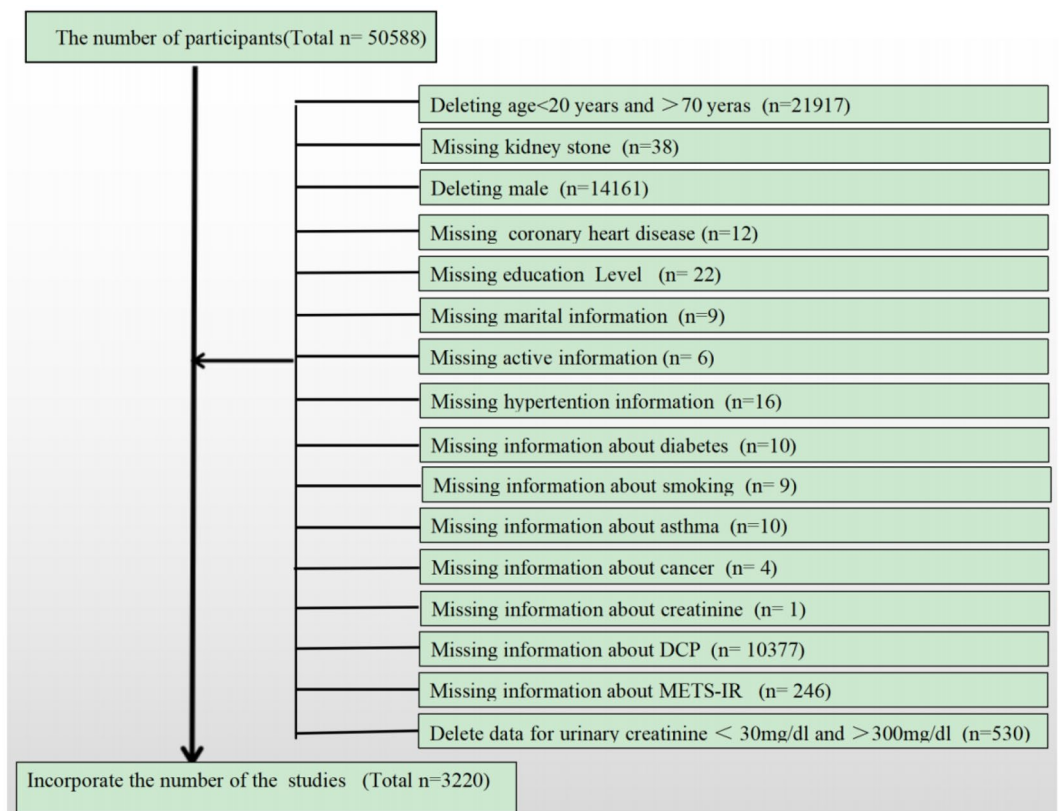 The number of participants(Total n= 50588)
Deleting age<20 years and ＞70 yeras (n=21917)
Missing kidney stone (n=38)
Deleting male (n=14161)
Missing coronary heart disease (n=12)
Missing education Level (n= 22)
Missing marital information (n=9)
Missing active information (n= 6)
Missing hypertention information (n=16)
Missing information about diabetes (n=10)
Missing information about smoking (n= 9)
Missing information about asthma (n=10)
Missing information about cancer (n= 4)
Missing information about creatinine (n= 1)
Missing information about DCP (n= 10377)
Missing information about METS-IR (n= 246)
Delete data for urinary creatinine ＜ 30mg/dl and ＞300mg/dl (n=530)
Incorporate the number of the studies (Total n=3220)